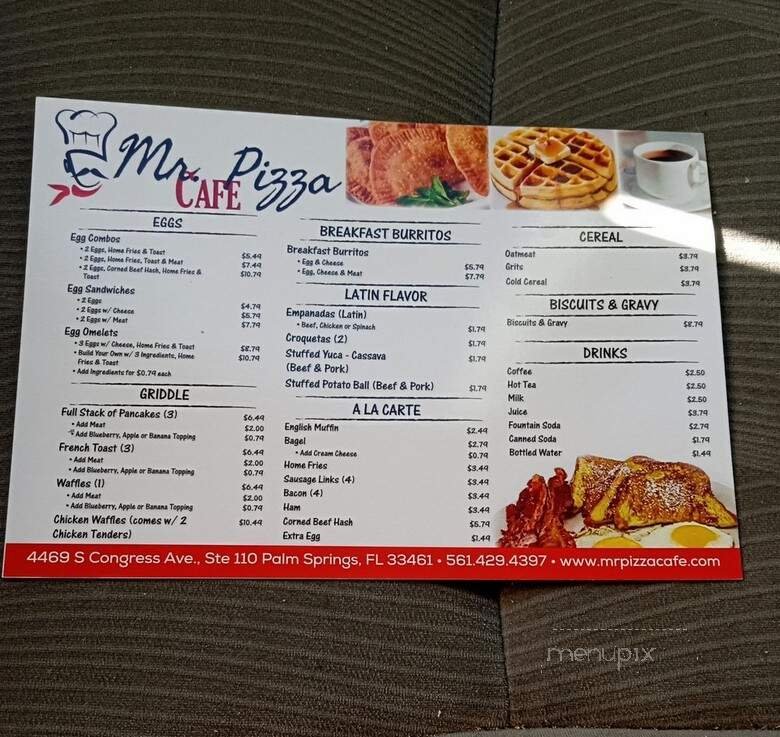 Mr. Pizza
CAFE
EGGS
Egg Combos
• 2 Eggs, Home Fries & Toast $5.49
• 2 Eggs, Home Fries, Toast & Meat $7.49
• 2 Eggs, Corned Beef Hash, Home Fries & $10.79
Toast
Egg Sandwiches
• 2 Eggs $4.79
• 2 Eggs w/ Cheese $5.79
• 2 Eggs w/ Meat $7.79
Egg Omelets
• 3 Eggs w/ Cheese, Home Fries & Toast $8.79
• Build Your Own w/ 3 Ingredients, Home $10.79
Fries & Toast
• Add Ingredients for $0.79 each
GRIDDLE
Full Stack of Pancakes (3) $6.49
• Add Meat $2.00
• Add Blueberry, Apple or Banana Topping $0.79
French Toast (3) $6.49
• Add Meat $2.00
• Add Blueberry, Apple or Banana Topping $0.79
Waffles (1) $6.49
• Add Meat $2.00
• Add Blueberry, Apple or Banana Topping $0.79
Chicken Waffles (comes w/ 2 $10.49
Chicken Tenders)
BREAKFAST BURRITOS
Breakfast Burritos
• Egg & Cheese $5.79
• Egg, Cheese & Meat $7.79
LATIN FLAVOR
Empanadas (Latin)
• Beef, Chicken or Spinach $1.79
Croquetas (2) $1.79
Stuffed Yuca - Cassava $1.79
(Beef & Pork)
Stuffed Potato Ball (Beef & Pork) $1.79
A LA CARTE
English Muffin $2.49
Bagel $2.79
• Add Cream Cheese $0.79
Home Fries $3.49
Sausage Links (4) $3.49
Bacon (4) $3.49
Ham $3.49
Corned Beef Hash $5.79
Extra Egg $1.49
CEREAL
Oatmeat $3.79
Grits $3.79
Cold Cereal $3.79
BISCUITS & GRAVY
Biscuits & Gravy $8.79
DRINKS
Coffee $2.50
Hot Tea $2.50
Milk $2.50
Juice $3.79
Fountain Soda $2.79
Canned Soda $1.79
Bottled Water $1.49
4469 S Congress Ave., Ste 110 Palm Springs, FL 33461 • 561.429.4397 • www.mrpizzacafe.com
menupix